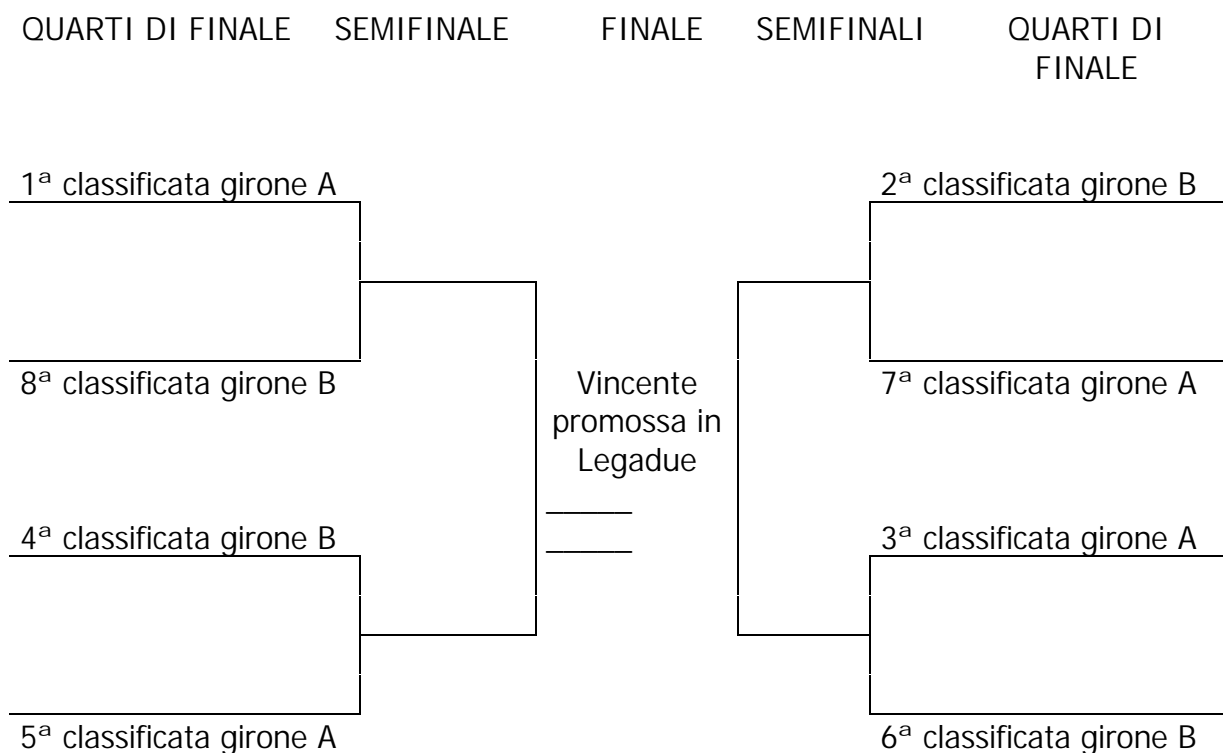 QUARTI DI FINALE SEMIFINALE FINALE SEMIFINALI QUARTI DI
FINALE
1ª classificata girone A 2ª classificata girone B
8ª classificata girone B Vincente 7ª classificata girone A
promossa in
Legadue
4ª classificata girone B 3ª classificata girone A
5ª classificata girone A 6ª classificata girone B